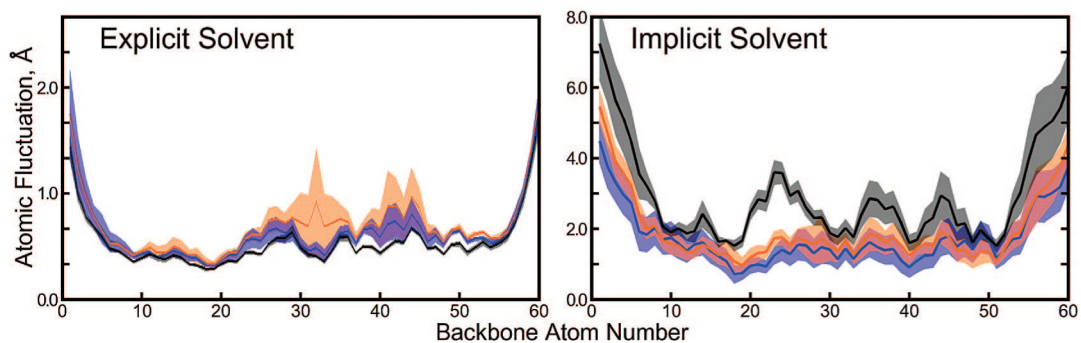 Explicit Solvent
Implicit Solvent
Atomic Fluctuation, Å
2.0
1.0
0.0
8.0
6.0
4.0
2.0
0.0
0 10 20 30 40 50 60
0 10 20 30 40 50 60
Backbone Atom Number